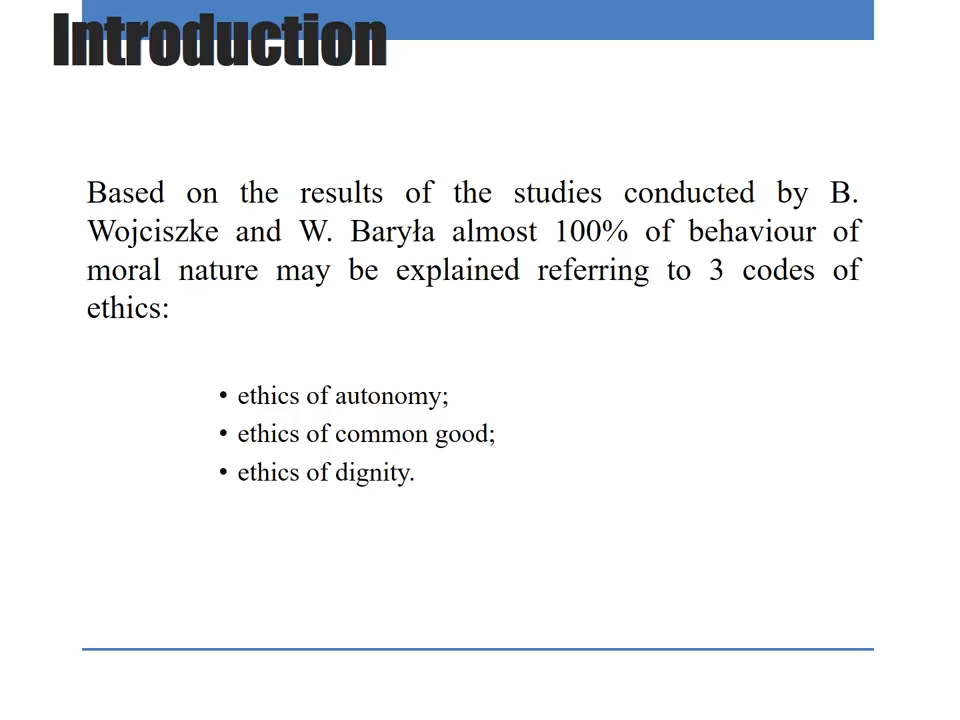 Introduction
Based on the results of the studies conducted by B.
Wojciszke and W. Baryła almost 100% of behaviour of
moral nature may be explained referring to 3 codes of
ethics:
• ethics of autonomy;
• ethics of common good;
• ethics of dignity.